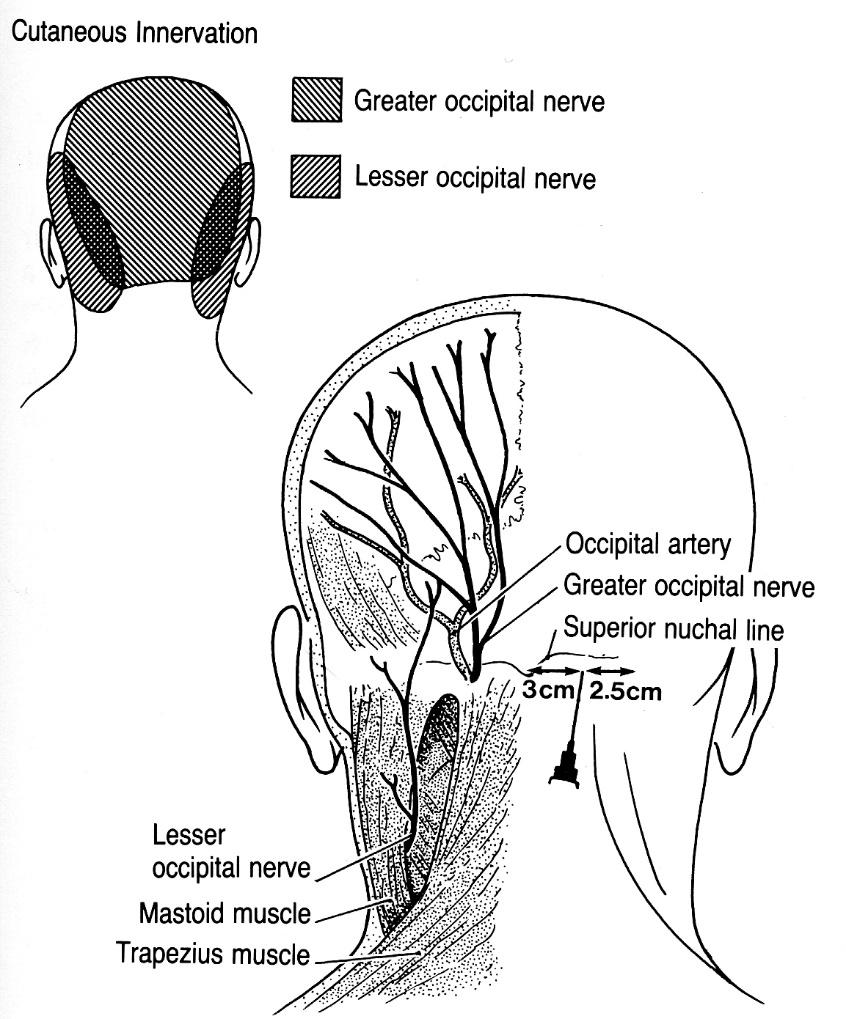 Cutaneous Innervation
Greater occipital nerve
Lesser occipital nerve
Occipital artery
Greater occipital nerve
Superior nuchal line
3cm 2.5cm
Lesser
occipital nerve
Mastoid muscle
Trapezius muscle